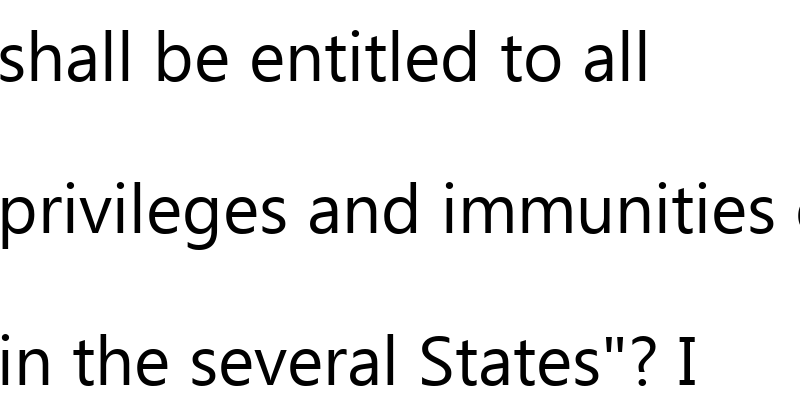 shall be entitled to all
privileges and immunities
in the several States"? I